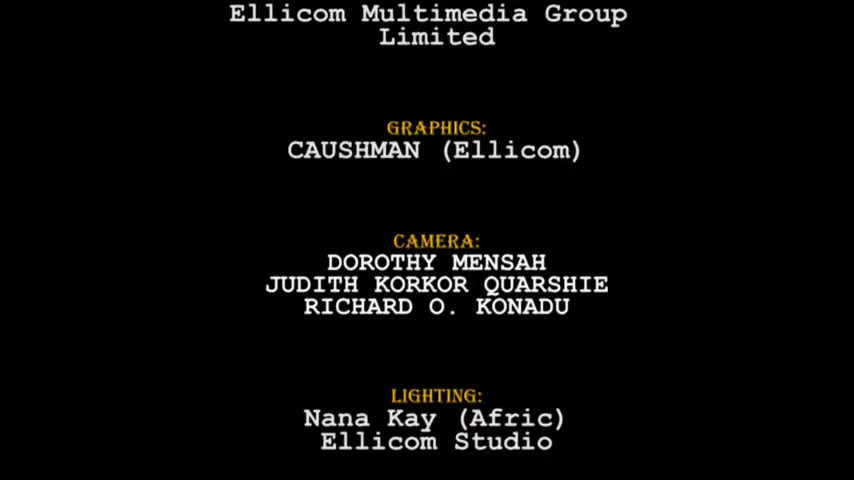 Ellicom Multimedia Group
Limited
GRAPHICS:
CAUSHMAN (Ellicom)
CAMERA:
DOROTHY MENSAH
JUDITH KORKOR QUARSHIE
RICHARD O. KONADU
LIGHTING:
Nana Kay (Afric)
Ellicom Studio